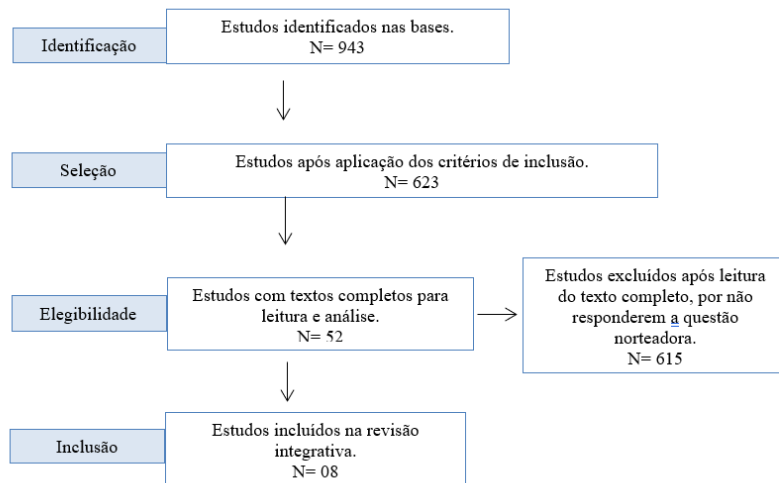 Identificação
Estudos identificados nas bases.
N= 943
Seleção
Estudos após aplicação dos critérios de inclusão.
N= 623
Elegibilidade
Estudos com textos completos para
leitura e análise.
N= 52
Estudos excluídos após leitura
do texto completo, por não
responderem a questão
norteadora.
N= 615
Inclusão
Estudos incluídos na revisão
integrativa.
N= 08